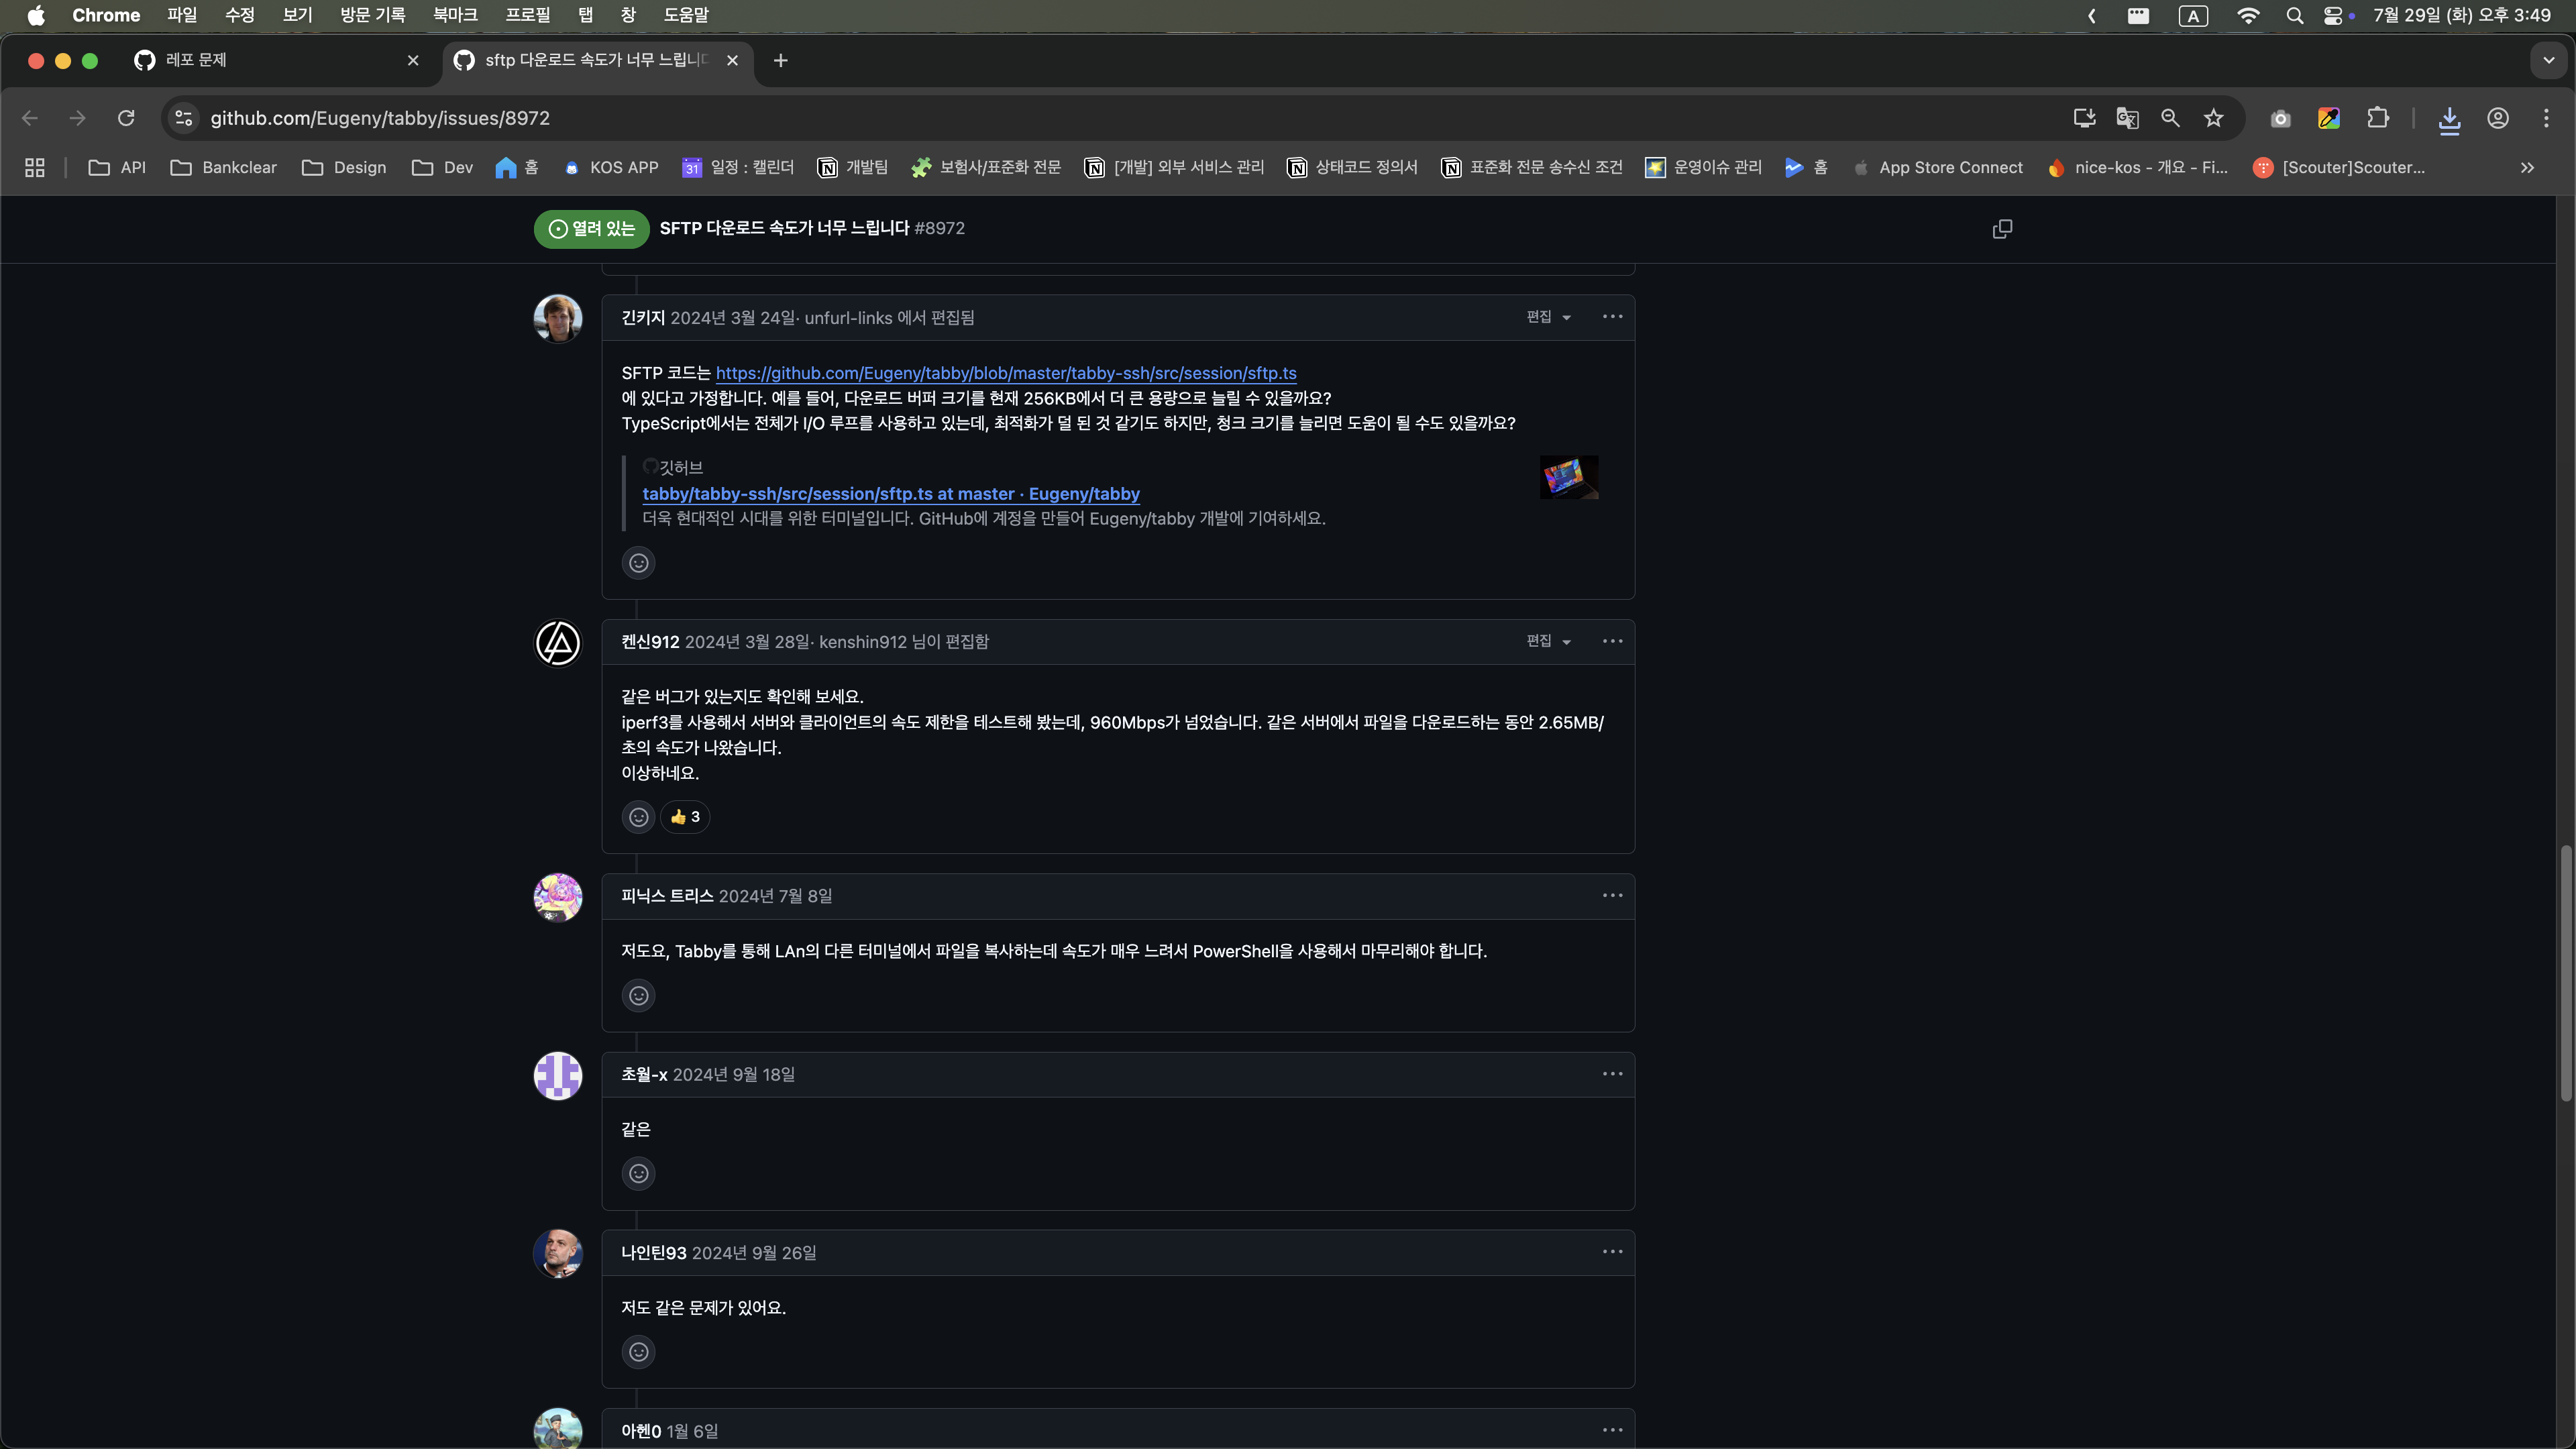 Chrome 파일 수정 보기 방문 기록 북마크 프로필 탭 창 도움말 A 7월 29일 (화) 오후 3:49
레포 문제 sftp 다운로드 속도가 너무 느립니다
github.com/Eugeny/tabby/issues/8972
API Bankclear Design Dev 홈 KOS APP 31 일정 : 캘린더 개발팀 보험사/표준화 전문 [개발] 외부 서비스 관리 상태코드 정의서 표준화 전문 송수신 조건 운영이슈 관리 홈 App Store Connect nice-kos - 개요 - Fi... [Scouter]Scouter...
열려 있는 SFTP 다운로드 속도가 너무 느립니다 #8972
긴키지 2024년 3월 24일· unfurl-links 에서 편집됨 편집
SFTP 코드는 https://github.com/Eugeny/tabby/blob/master/tabby-ssh/src/session/sftp.ts
에 있다고 가정합니다. 예를 들어, 다운로드 버퍼 크기를 현재 256KB에서 더 큰 용량으로 늘릴 수 있을까요?
TypeScript에서는 전체가 I/O 루프를 사용하고 있는데, 최적화가 덜 된 것 같기도 하지만, 청크 크기를 늘리면 도움이 될 수도 있을까요?
깃허브
tabby/tabby-ssh/src/session/sftp.ts at master · Eugeny/tabby
더욱 현대적인 시대를 위한 터미널입니다. GitHub에 계정을 만들어 Eugeny/tabby 개발에 기여하세요.
켄신912 2024년 3월 28일· kenshin912 님이 편집함 편집
같은 버그가 있는지도 확인해 보세요.
iperf3를 사용해서 서버와 클라이언트의 속도 제한을 테스트해 봤는데, 960Mbps가 넘었습니다. 같은 서버에서 파일을 다운로드하는 동안 2.65MB/
초의 속도가 나왔습니다.
이상하네요.
👍 3
피닉스 트리스 2024년 7월 8일
저도요, Tabby를 통해 LAn의 다른 터미널에서 파일을 복사하는데 속도가 매우 느려서 PowerShell을 사용해서 마무리해야 합니다.
초월-x 2024년 9월 18일
같은
나인틴93 2024년 9월 26일
저도 같은 문제가 있어요.
아헨0 1월 6일